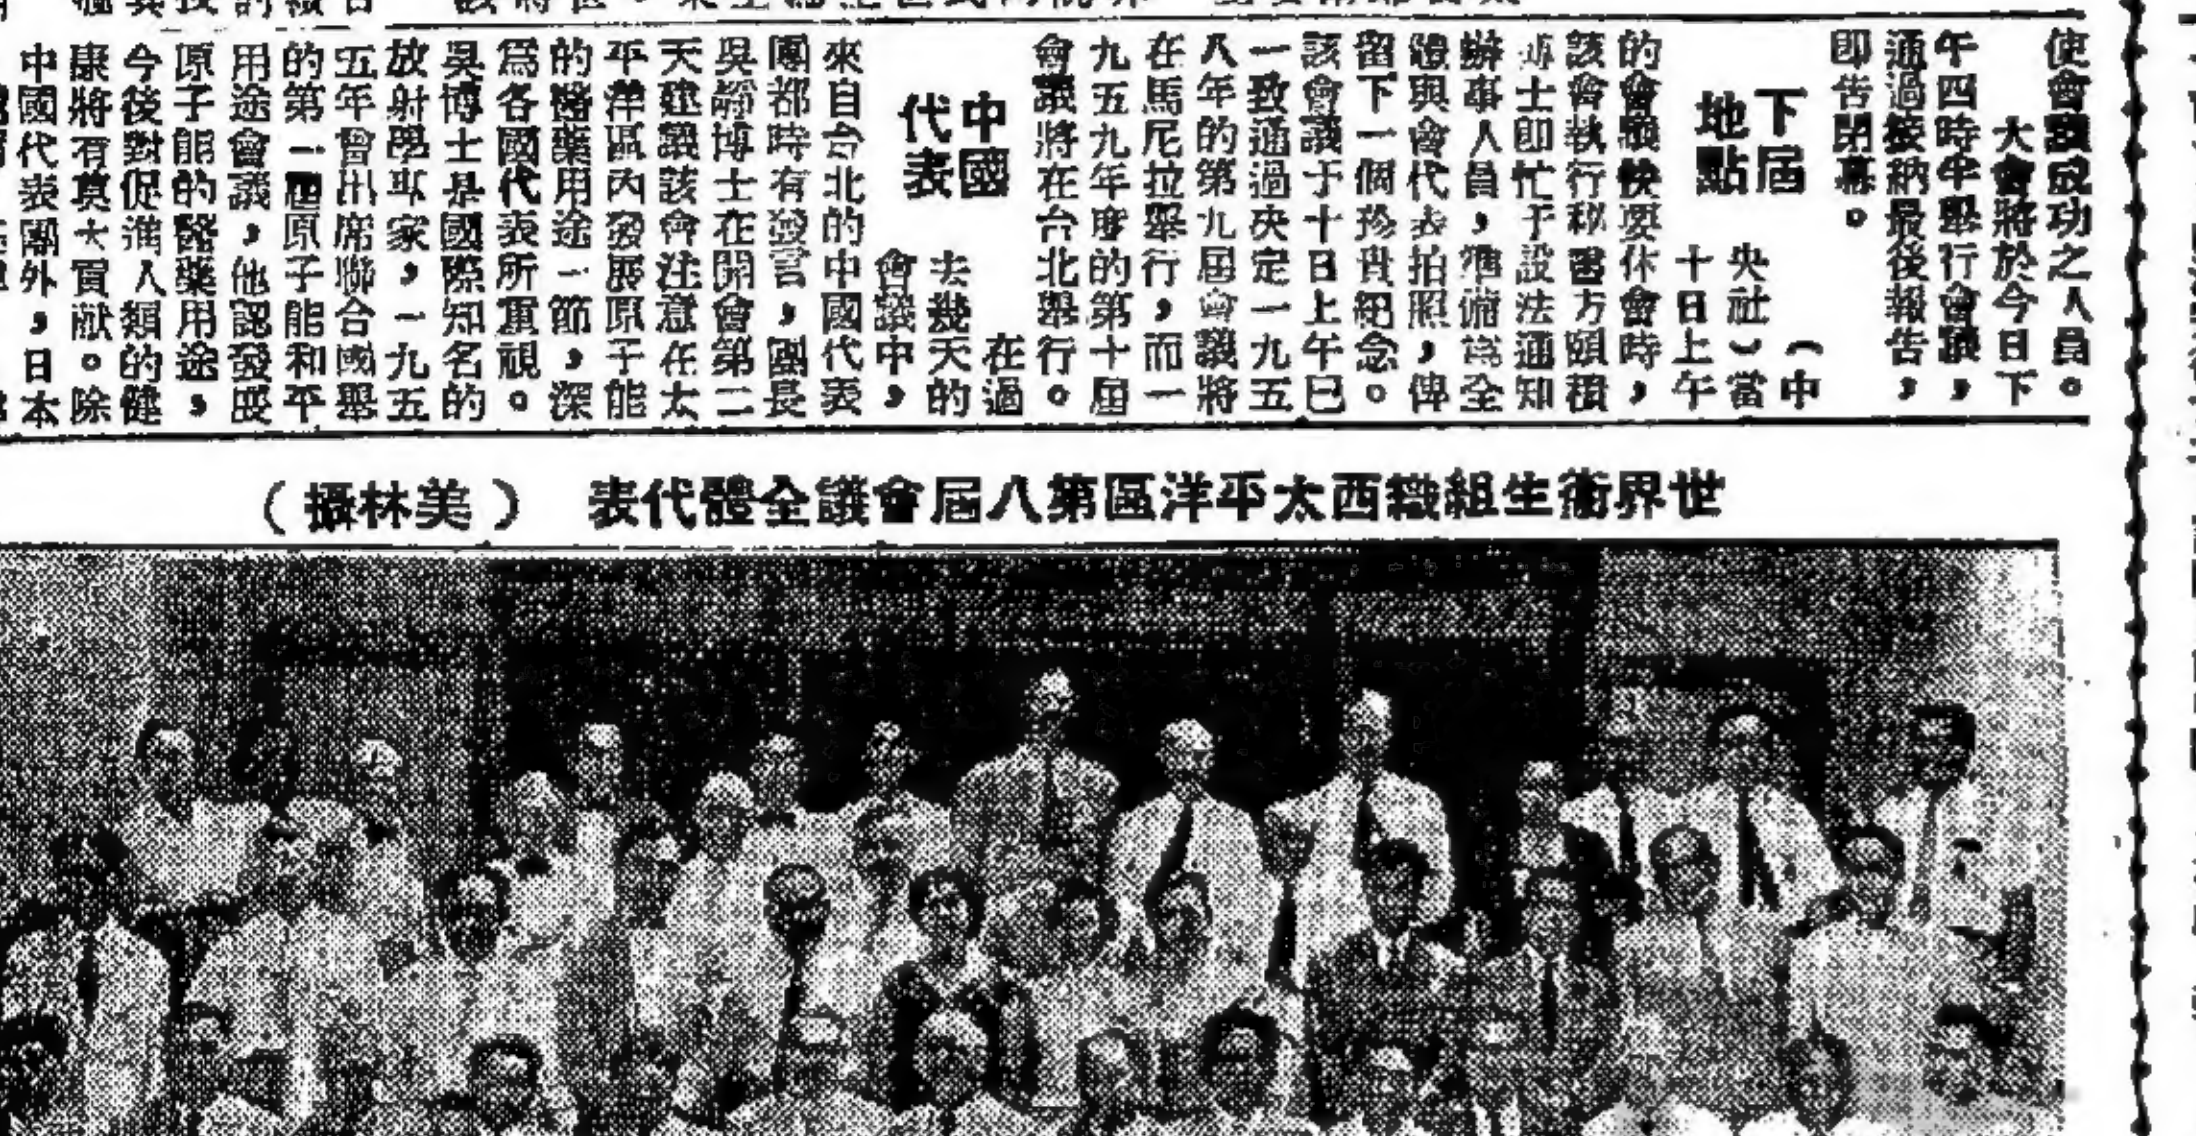 使會議成功之人員。
大會將於今日下
午四時半舉行會議,
通過接納最後報告,
即告閉幕。
下屆
地點
(中
央社)當
十日上午
的會議快要休會時,
該會執行秘書方頤積
博士即忙于設法通知
辦事人員,準備為全
體與會代表拍照,俾
留下一個珍貴紀念。
該會議于十日上午已
一致通過央定一九五
八年的第九屆會議將
在馬尼拉舉行,而一
九五九年度的第十屆
會議將在台北舉行。
中國
代表
在過
去幾天的
會議中,
來自台北的中國代表
團都時有發言,團長
吳靜博士在開會第二
天建議該會注意在太
平洋區內發展原子能
的醫藥用途一節,深
為各國代表所重視。
吳博士是國際知名的
放射學專家,一九五
五年曾出席聯合國舉
的第一屆原子能和平
用途會議,他認發展
原子能的醫藥用途,
今後對促進人類的健
康將有莫大貢献。除
中國代表團外,日本
世界衛生組織西太平洋區第八屆會議全體代表 (美林攝)